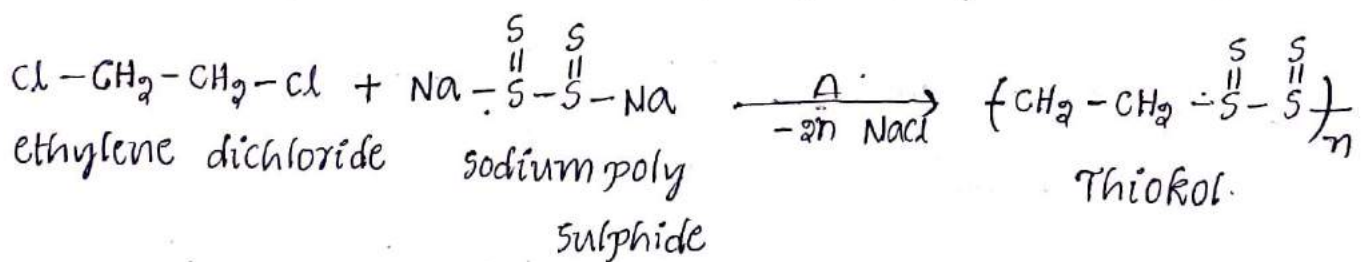 S S S S
|| || || ||
Cl-CH2-CH2-Cl + Na-S-S-Na Δ -2n NaCl (CH2-CH2-S-S)n
ethylene dichloride sodium poly Thiokol.
sulphide